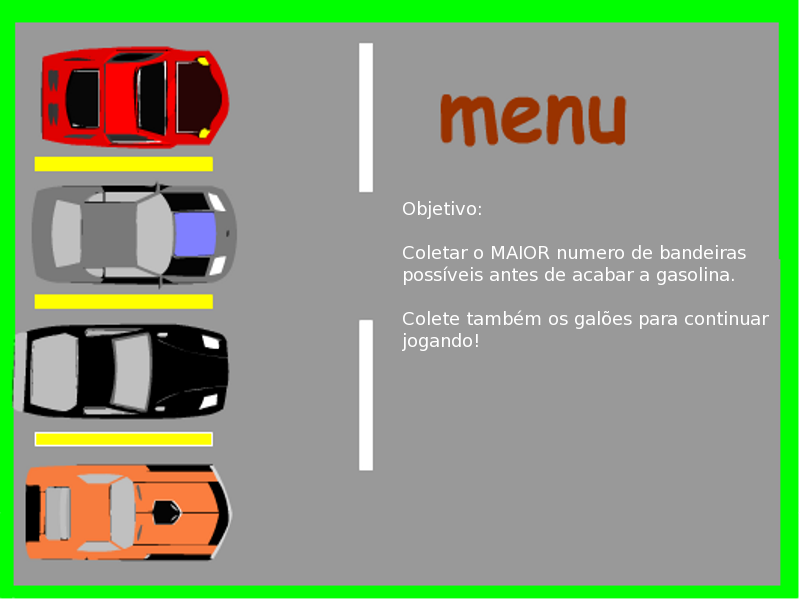 menu
Objetivo:
Coletar o MAIOR numero de bandeiras
possíveis antes de acabar a gasolina.
Colete também os galões para continuar
jogando!